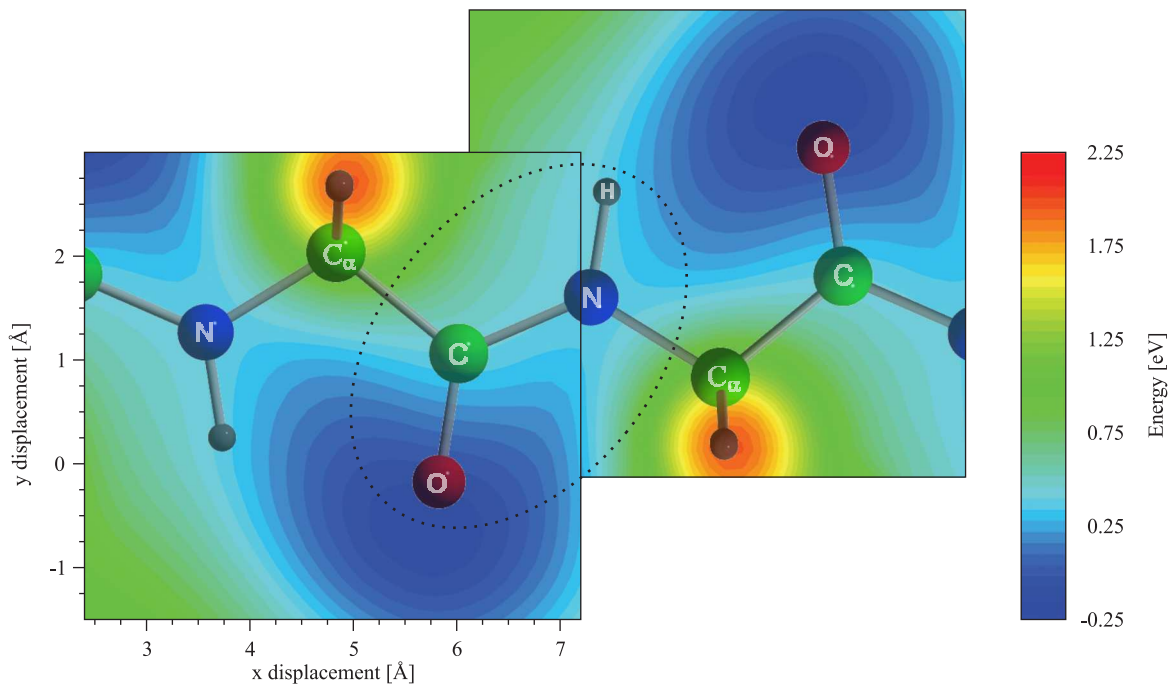 O
2.25
H
2
Cα
1.75
C
N
N
1.25
1
C
Cα
0.75
0
O
0.25
-1
-0.25
3
4
5
6
7
x displacement [Å]
y displacement [Å]
Energy [eV]